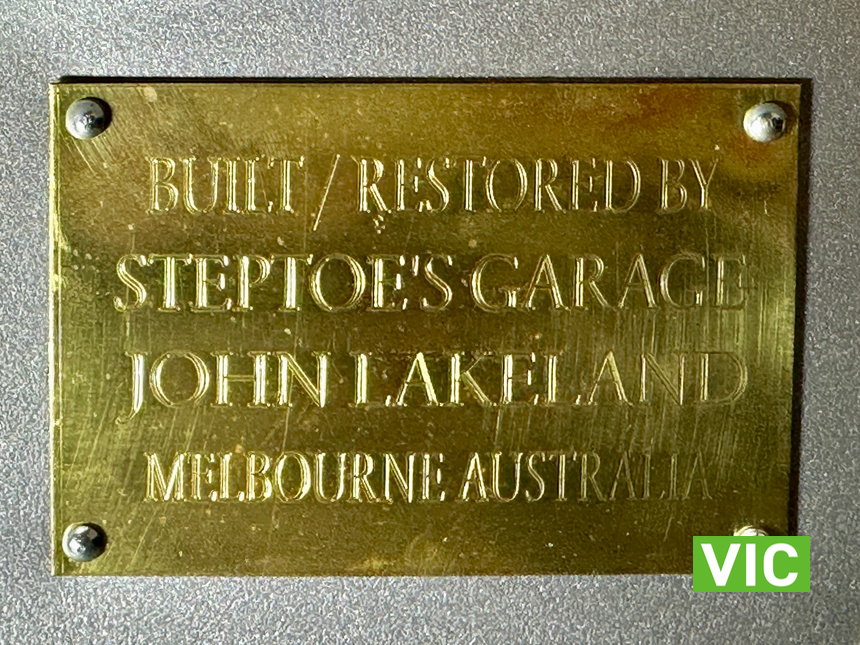 BUILT / RESTORED BY
STEPTOE'S GARAGE
JOHN LAKELAND
MELBOURNE AUSTRALIA
VIC